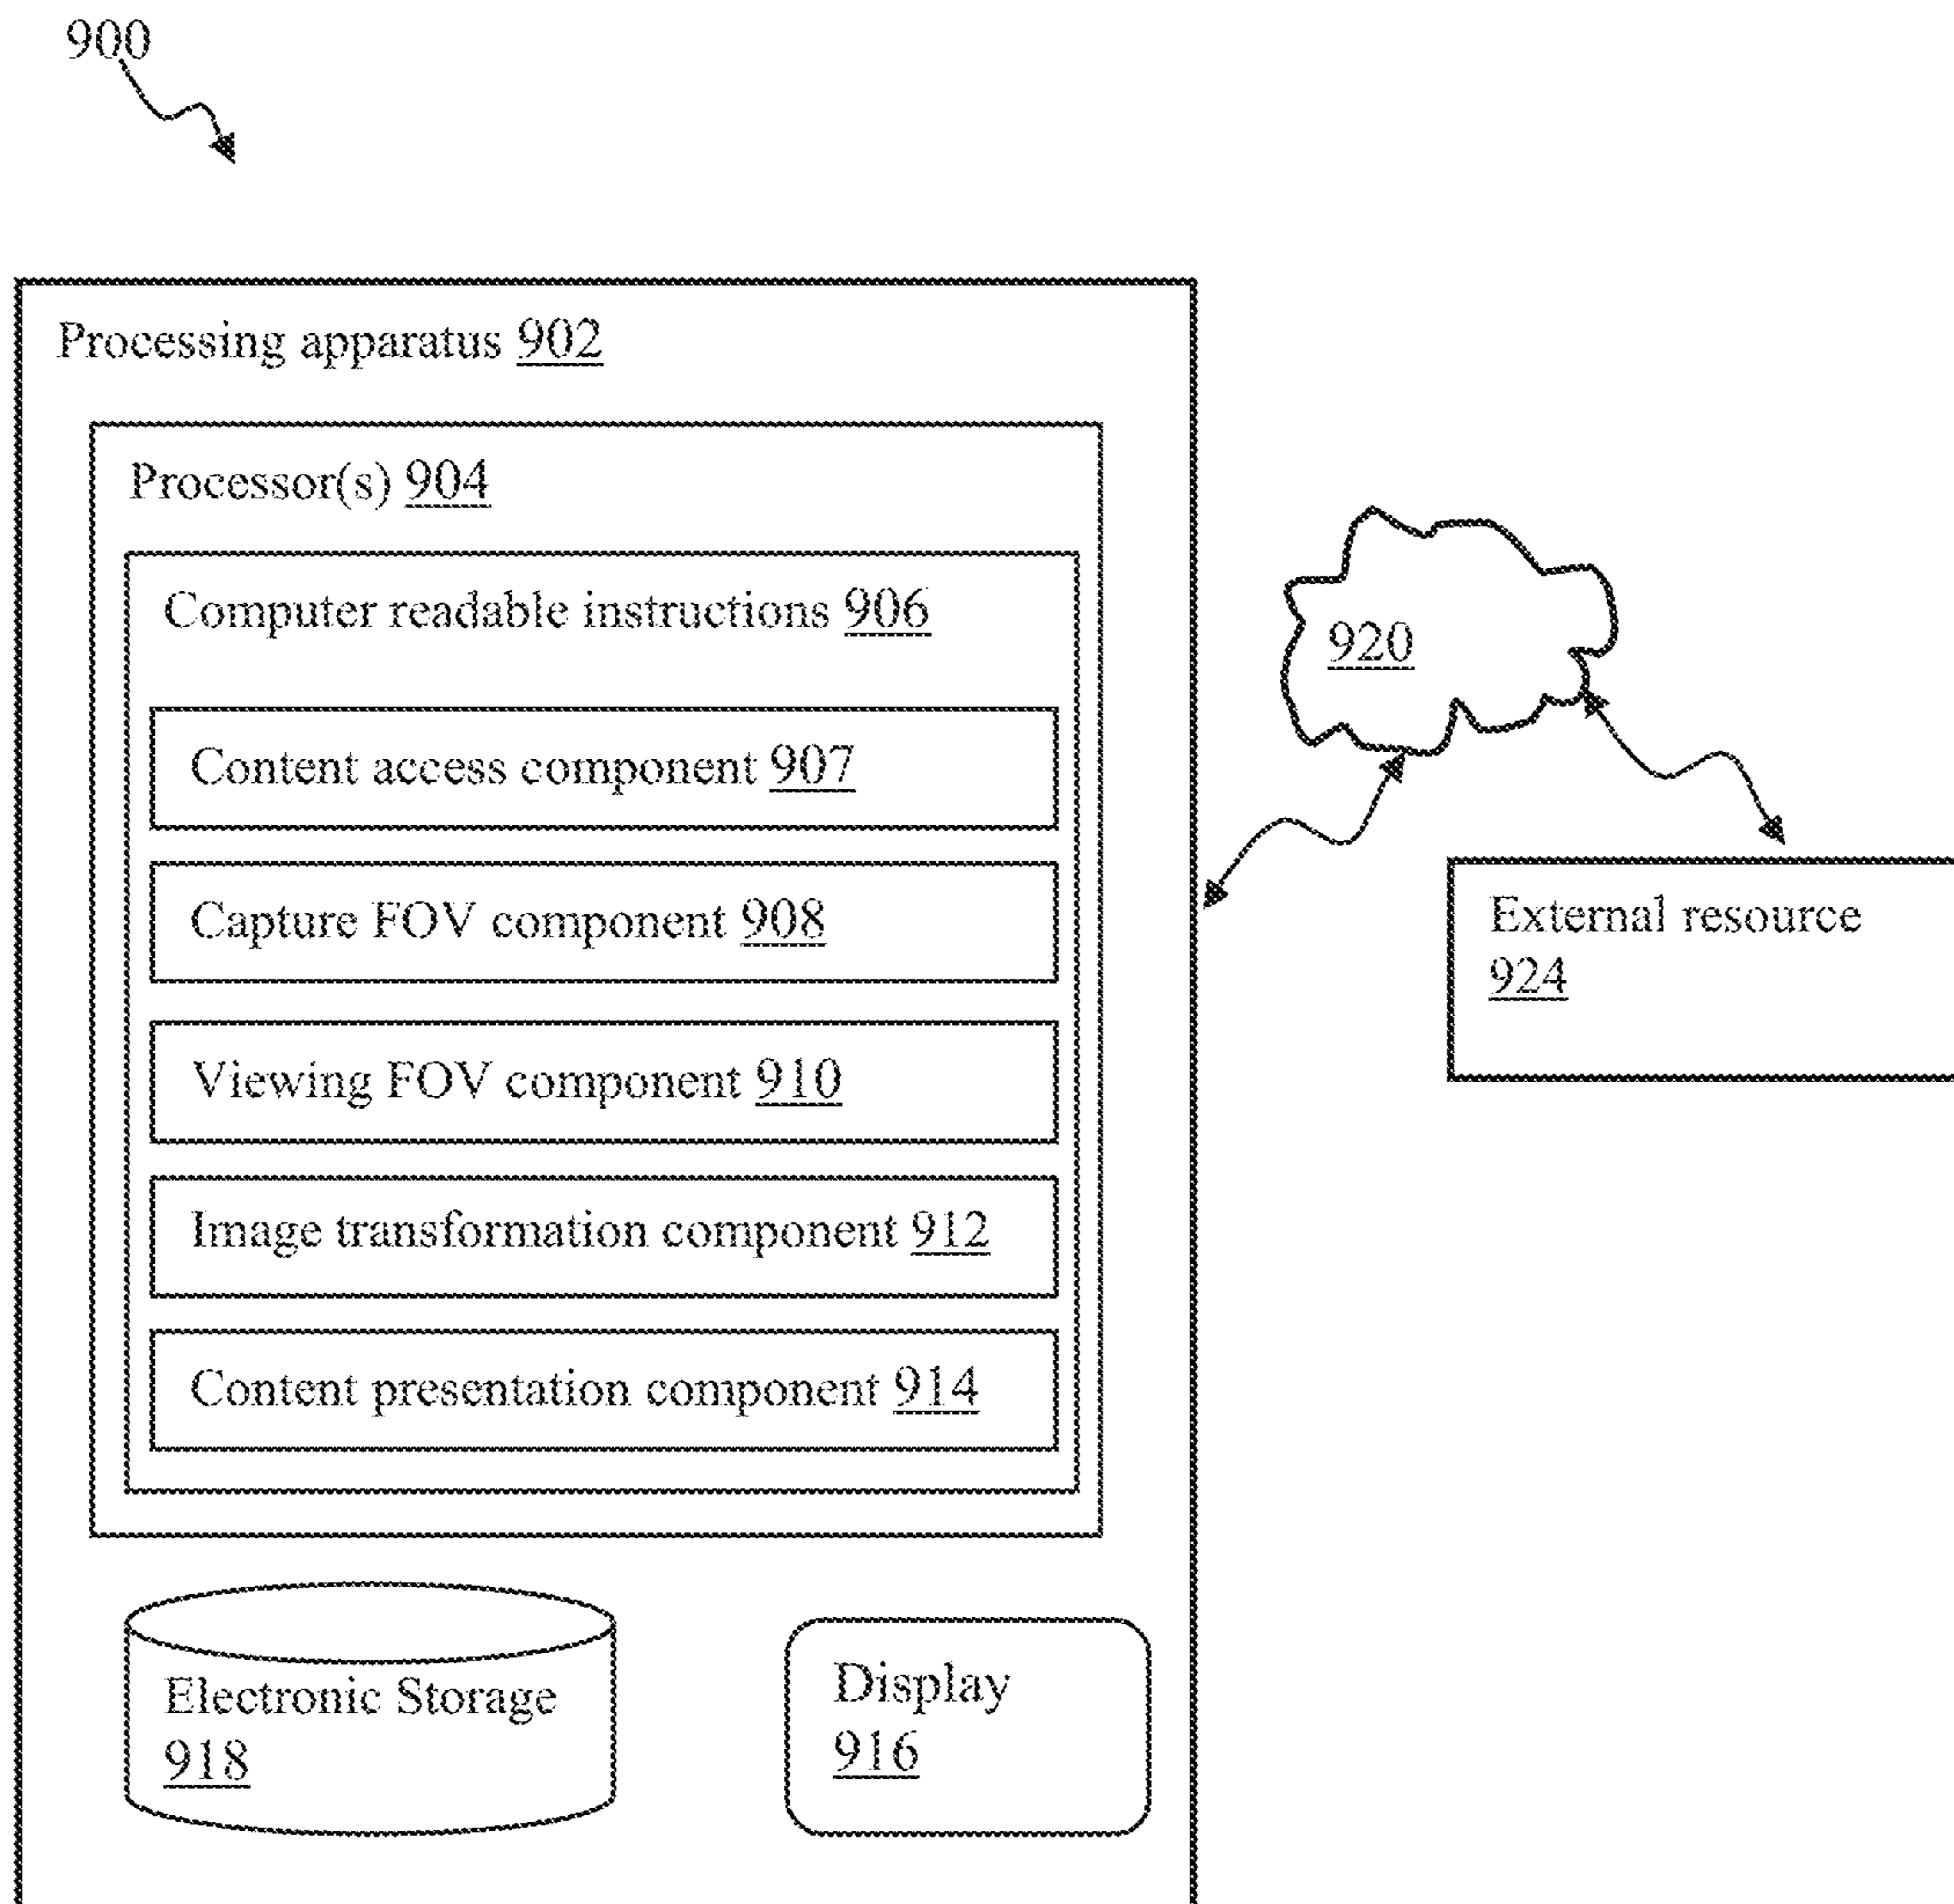 900
Processing apparatus 902
Processor(s) 904
Computer readable instructions 906
Content access component 907
Capture FOV component 908
Viewing FOV component 910
Image transformation component 912
Content presentation component 914
Electronic Storage
918
Display
916
920
External resource
924